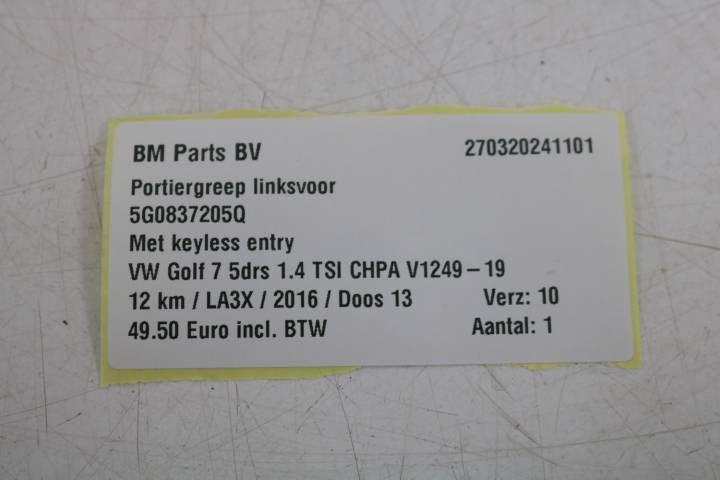 BM Parts BV 270320241101
Portiergreep linksvoor
5G0837205Q
Met keyless entry
VW Golf 7 5drs 1.4 TSI CHPA V1249-19
12 km / LA3X / 2016 / Doos 13 Verz: 10
49.50 Euro incl. BTW Aantal: 1